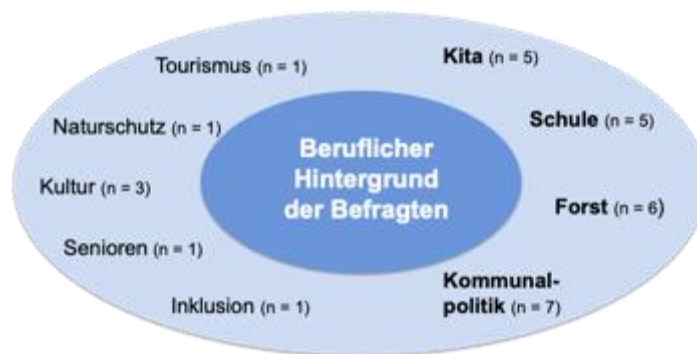 Tourismus (n = 1)
Kita (n = 5)
Naturschutz (n = 1)
Schule (n = 5)
Beruflicher
Hintergrund
der Befragten
Kultur (n = 3)
Forst (n = 6)
Senioren (n = 1)
Inklusion (n = 1)
Kommunal-
politik (n = 7)